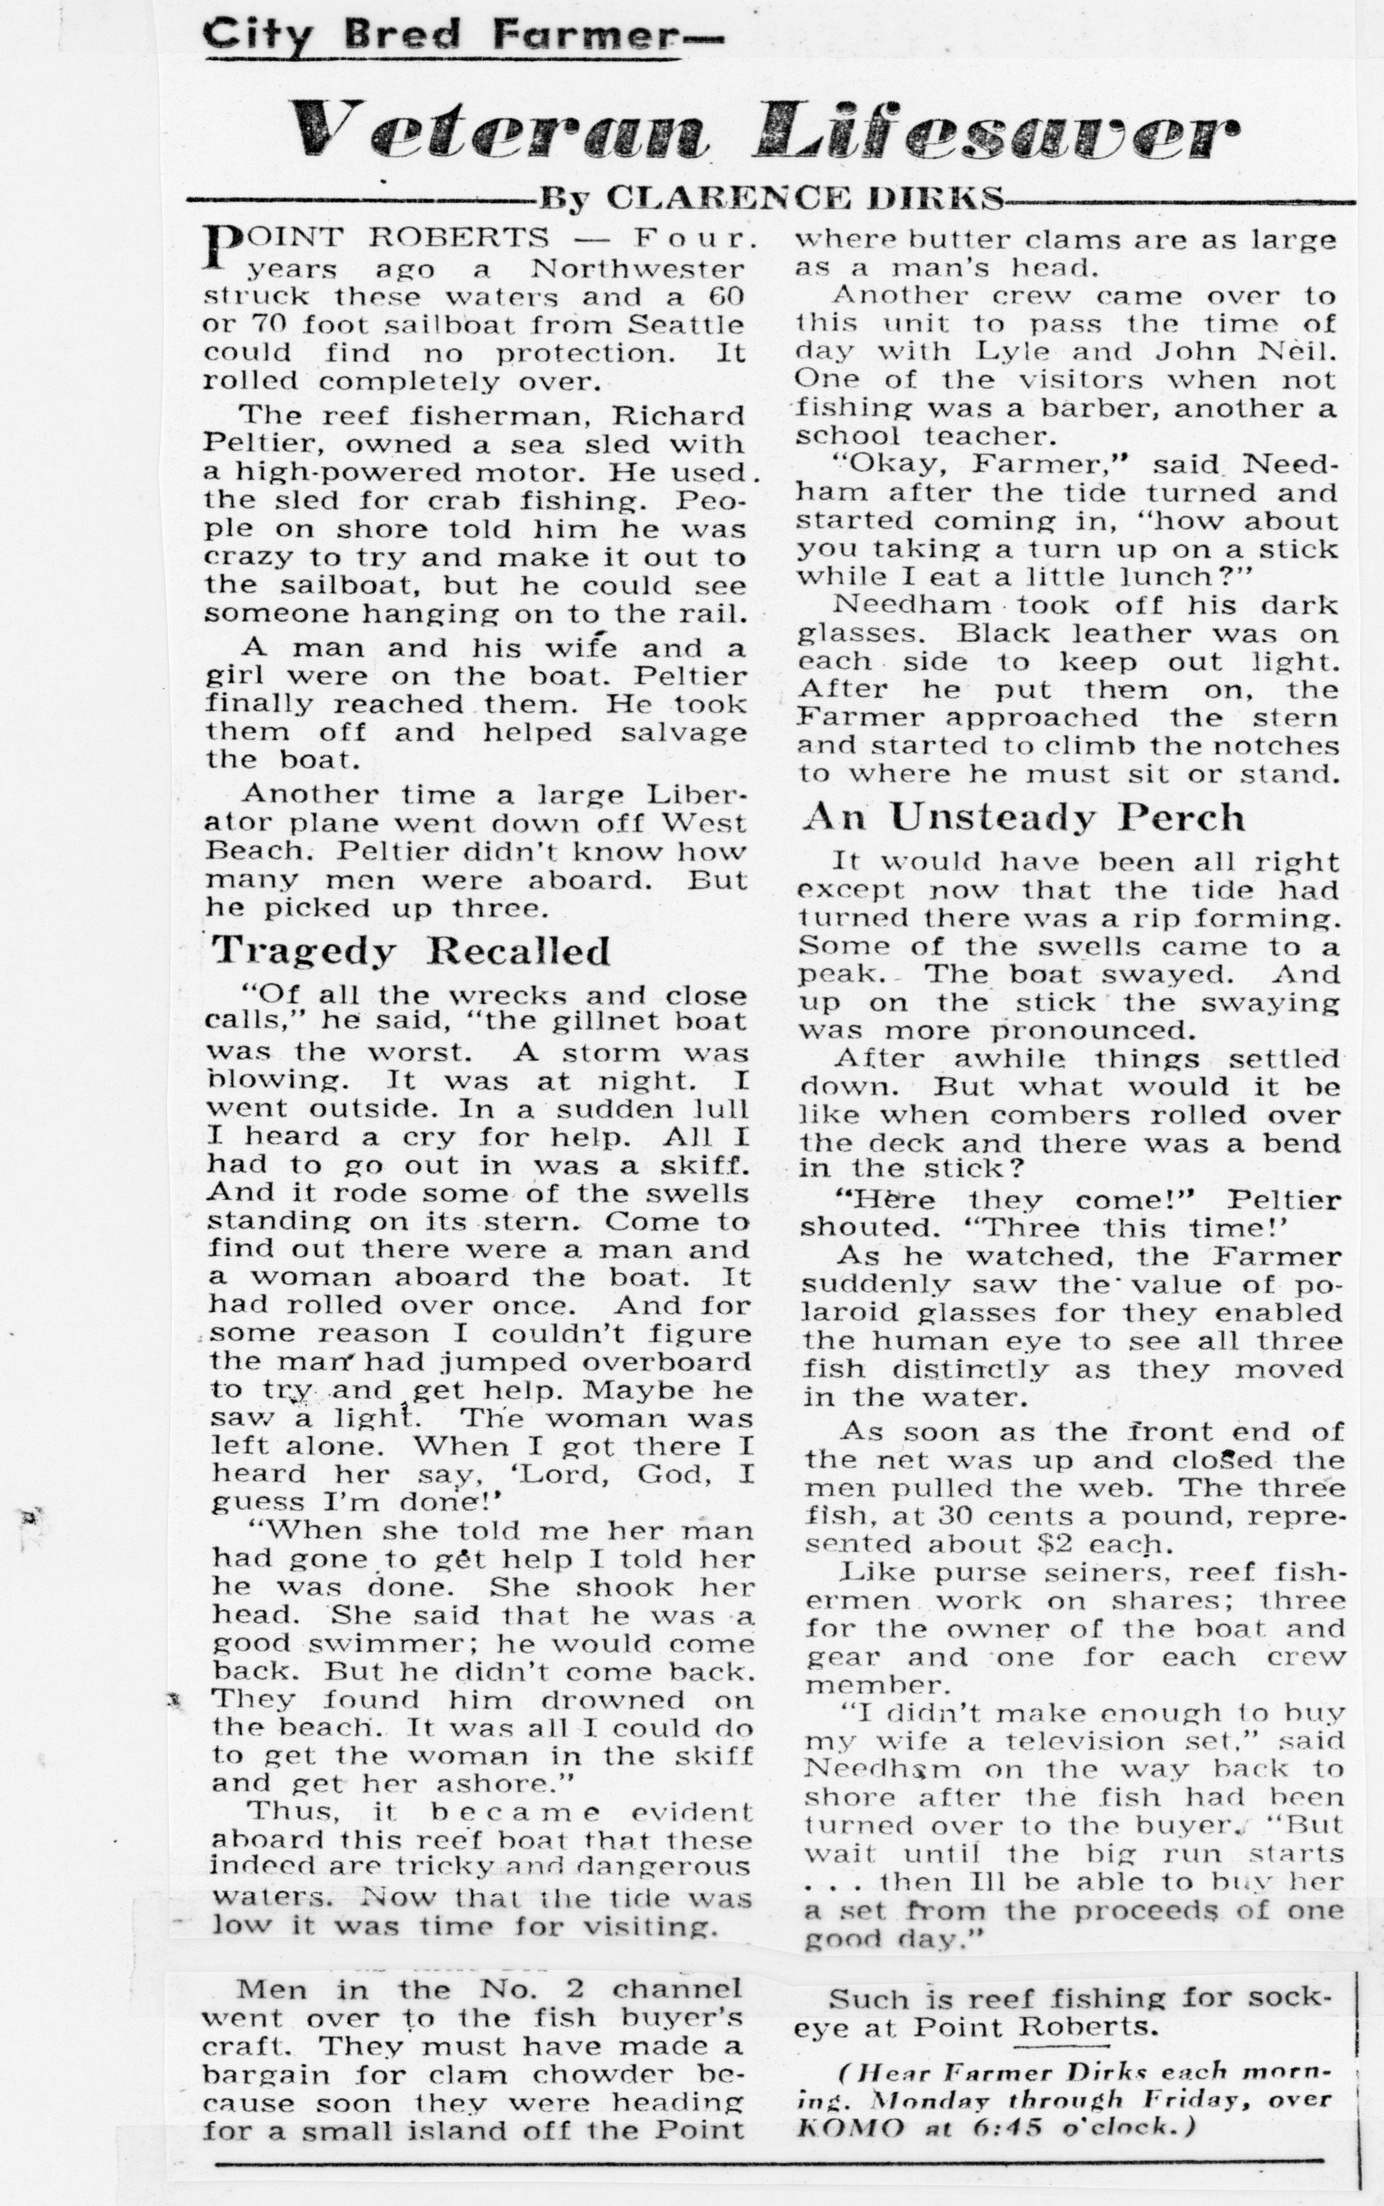 City Bred Farmer—
Veteran Lifesaver
By CLARENCE DIRKS
POINT ROBERTS — Four
years ago a Northwester
struck these waters and a 60
or 70 foot sailboat from Seattle
could find no protection. It
rolled completely over.
The reef fisherman, Richard
Peltier, owned a sea sled with
a high-powered motor. He used
the sled for crab fishing. Peo-
ple on shore told him he was
crazy to try and make it out to
the sailboat, but he could see
someone hanging on to the rail.
A man and his wife and a
girl were on the boat. Peltier
finally reached them. He took
them off and helped salvage
the boat.
Another time a large Liber-
ator plane went down off West
Beach. Peltier didn't know how
many men were aboard. But
he picked up three.
Tragedy Recalled
"Of all the wrecks and close
calls," he said, "the gillnet boat
was the worst. A storm was
blowing. It was at night. I
went outside. In a sudden lull
I heard a cry for help. All I
had to go out in was a skiff.
And it rode some of the swells
standing on its stern. Come to
find out there were a man and
a woman aboard the boat. It
had rolled over once. And for
some reason I couldn't figure
the man had jumped overboard
to try and get help. Maybe he
saw a light. The woman was
left alone. When I got there I
heard her say, 'Lord, God, I
guess I'm done!'
"When she told me her man
had gone to get help I told her
he was done. She shook her
head. She said that he was a
good swimmer; he would come
back. But he didn't come back.
They found him drowned on
the beach. It was all I could do
to get the woman in the skiff
and get her ashore."
Thus, it became evident
aboard this reef boat that these
indeed are tricky and dangerous
waters. Now that the tide was
low it was time for visiting.
Men in the No. 2 channel
went over to the fish buyer's
craft. They must have made a
bargain for clam chowder be-
cause soon they were heading
for a small island off the Point
where butter clams are as large
as a man's head.
Another crew came over to
this unit to pass the time of
day with Lyle and John Neil.
One of the visitors when not
fishing was a barber, another a
school teacher.
"Okay, Farmer," said Need-
ham after the tide turned and
started coming in, "how about
you taking a turn up on a stick
while I eat a little lunch?"
Needham took off his dark
glasses. Black leather was on
each side to keep out light.
After he put them on, the
Farmer approached the stern
and started to climb the notches
to where he must sit or stand.
An Unsteady Perch
It would have been all right
except now that the tide had
turned there was a rip forming.
Some of the swells came to a
peak. The boat swayed. And
up on the stick the swaying
was more pronounced.
After awhile things settled
down. But what would it be
like when combers rolled over
the deck and there was a bend
in the stick?
"Here they come!" Peltier
shouted. "Three this time!'
As he watched, the Farmer
suddenly saw the value of po-
laroid glasses for they enabled
the human eye to see all three
fish distinctly as they moved
in the water.
As soon as the front end of
the net was up and closed the
men pulled the web. The three
fish, at 30 cents a pound, repre-
sented about $2 each.
Like purse seiners, reef fish-
ermen work on shares; three
for the owner of the boat and
gear and one for each crew
member.
"I didn't make enough to buy
my wife a television set," said
Needham on the way back to
shore after the fish had been
turned over to the buyer. "But
wait until the big run starts
. . . then Ill be able to buy her
a set from the proceeds of one
good day."
Such is reef fishing for sock-
eye at Point Roberts.
(Hear Farmer Dirks each morn-
ing. Monday through Friday, over
KOMO at 6:45 o'clock.)